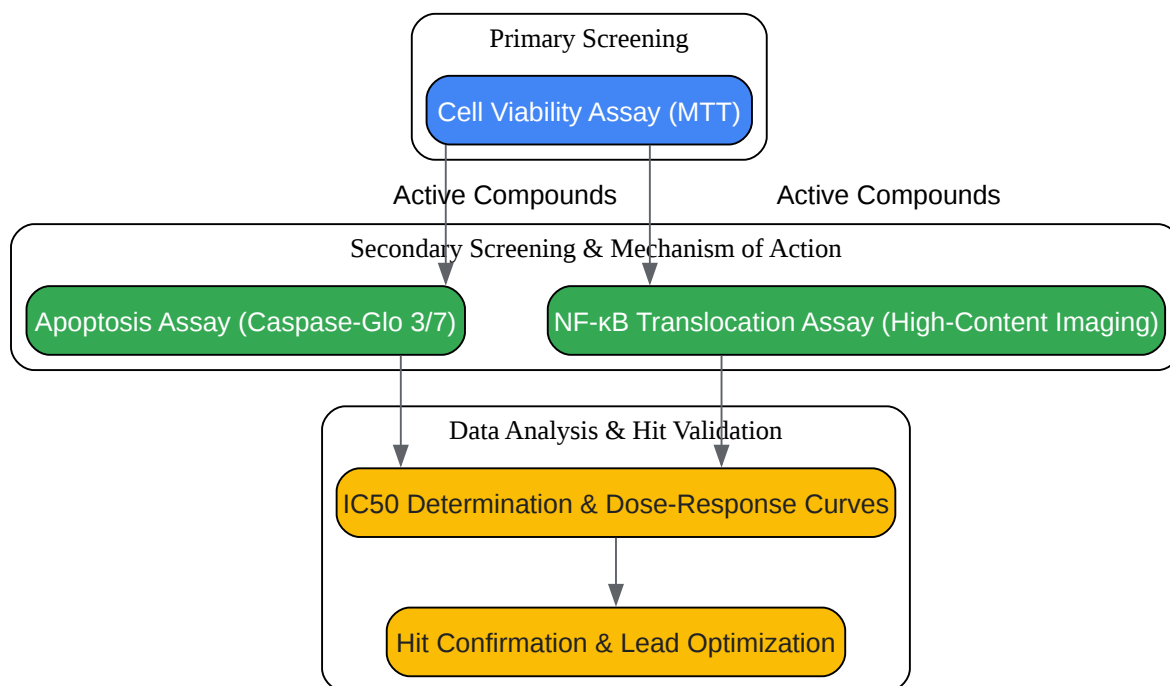 Primary Screening
Cell Viability Assay (MTT)
Active Compounds
Active Compounds
Secondary Screening & Mechanism of Action
Apoptosis Assay (Caspase-Glo 3/7)
NF-κB Translocation Assay (High-Content Imaging)
Data Analysis & Hit Validation
IC50 Determination & Dose-Response Curves
Hit Confirmation & Lead Optimization